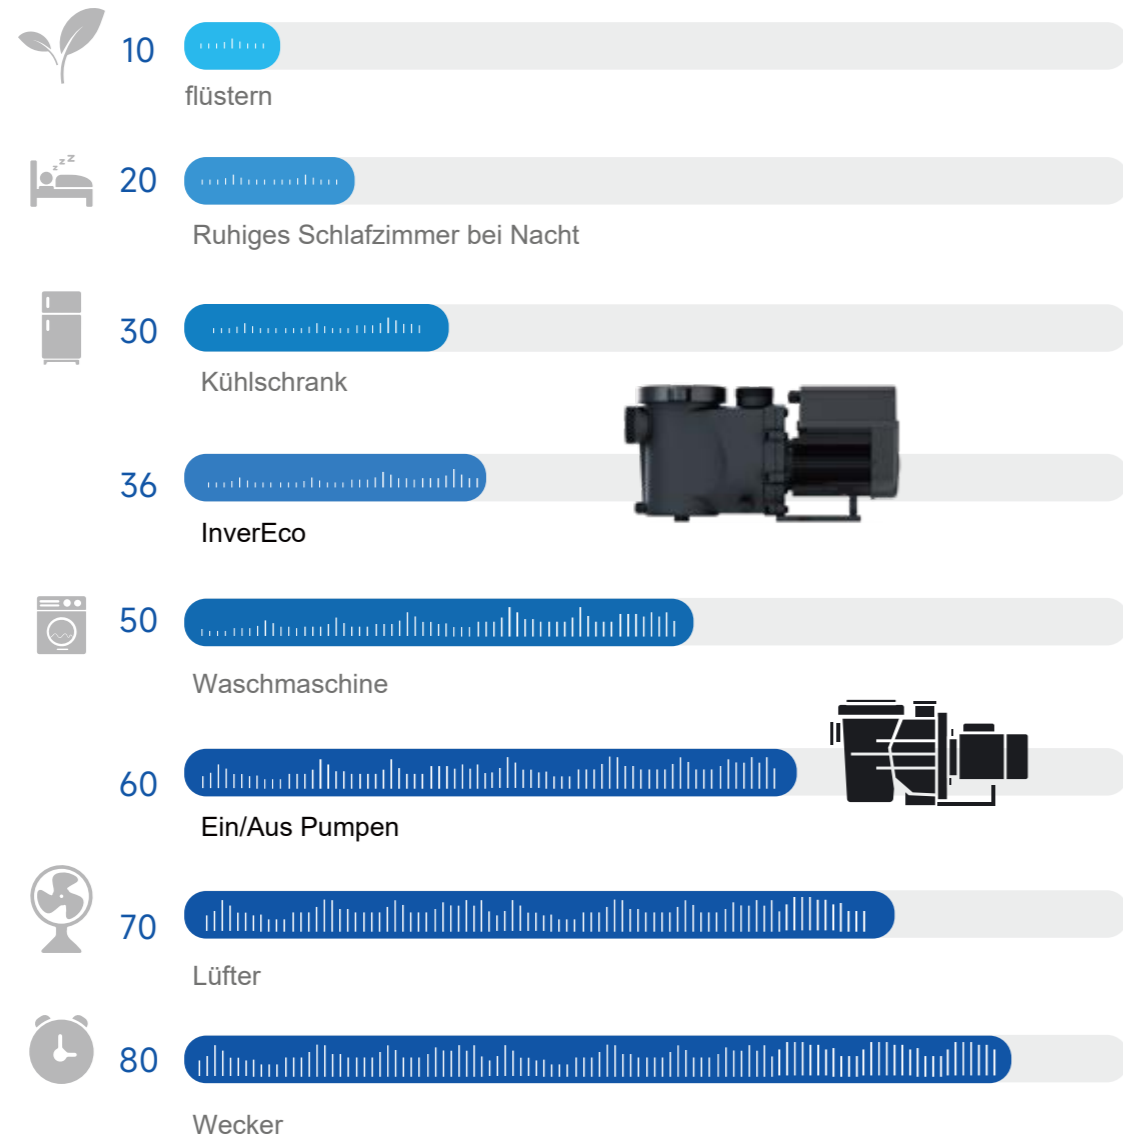 10
flüstern
20
Ruhiges Schlafzimmer bei Nacht
30
Kühlschrank
36
InverEco
50
Waschmaschine
60
Ein/Aus Pumpen
70
Lüfter
80
Wecker